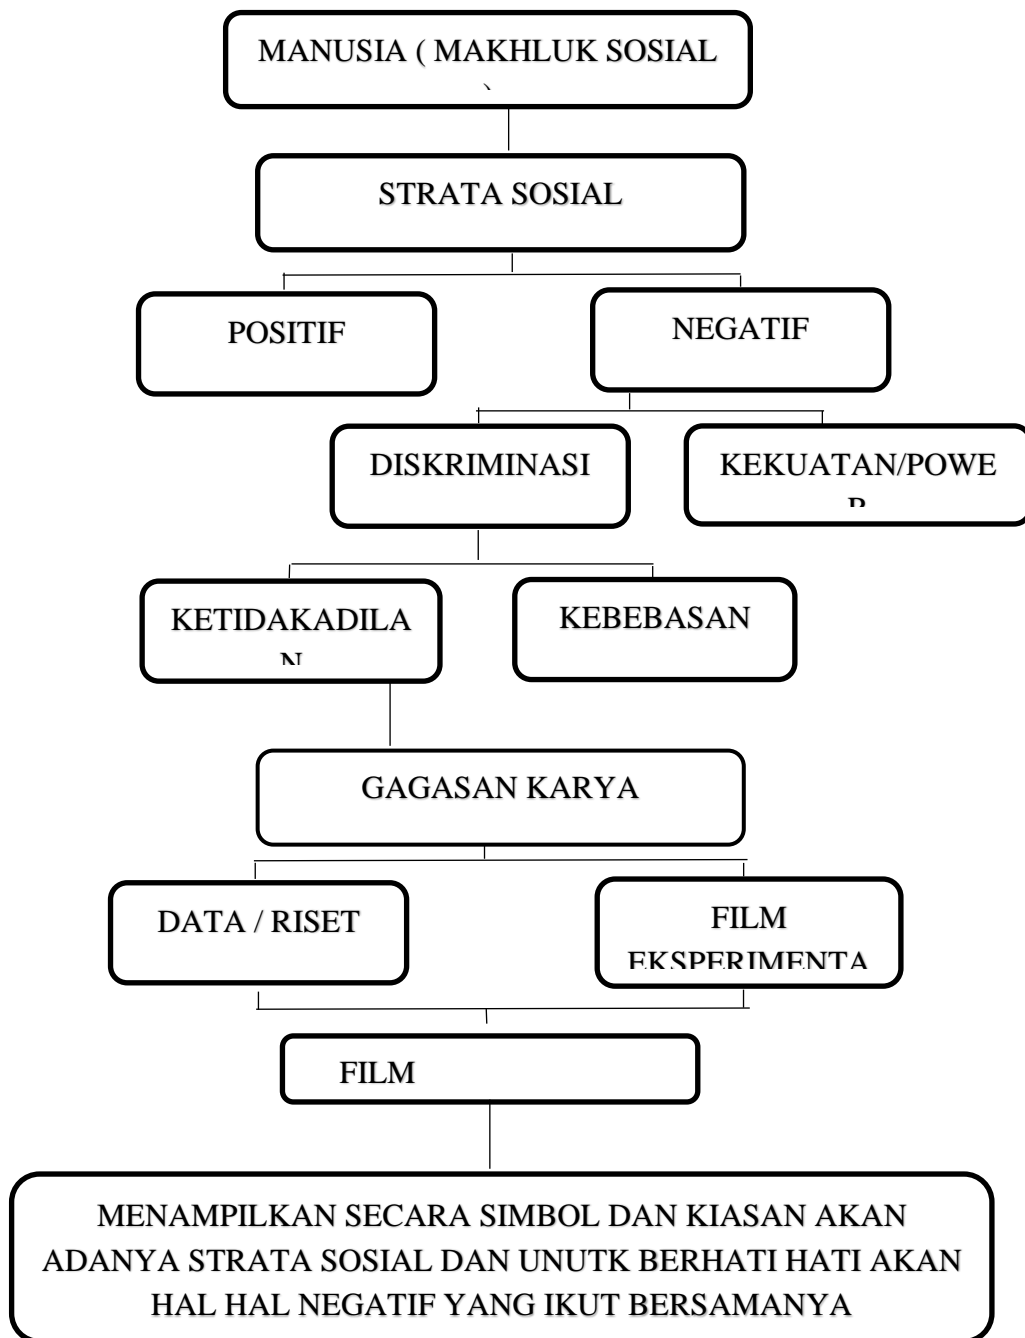 MANUSIA ( MAKHLUK SOSIAL
STRATA SOSIAL
POSITIF
NEGATIF
DISKRIMINASI
KEKUATAN/POWE
R
KETIDAKADILA
N
KEBEBASAN
GAGASAN KARYA
DATA / RISET
FILM
EKSPERIMENTA
FILM
MENAMPILKAN SECARA SIMBOL DAN KIASAN AKAN
ADANYA STRATA SOSIAL DAN UNUTK BERHATI HATI AKAN
HAL HAL NEGATIF YANG IKUT BERSAMANYA